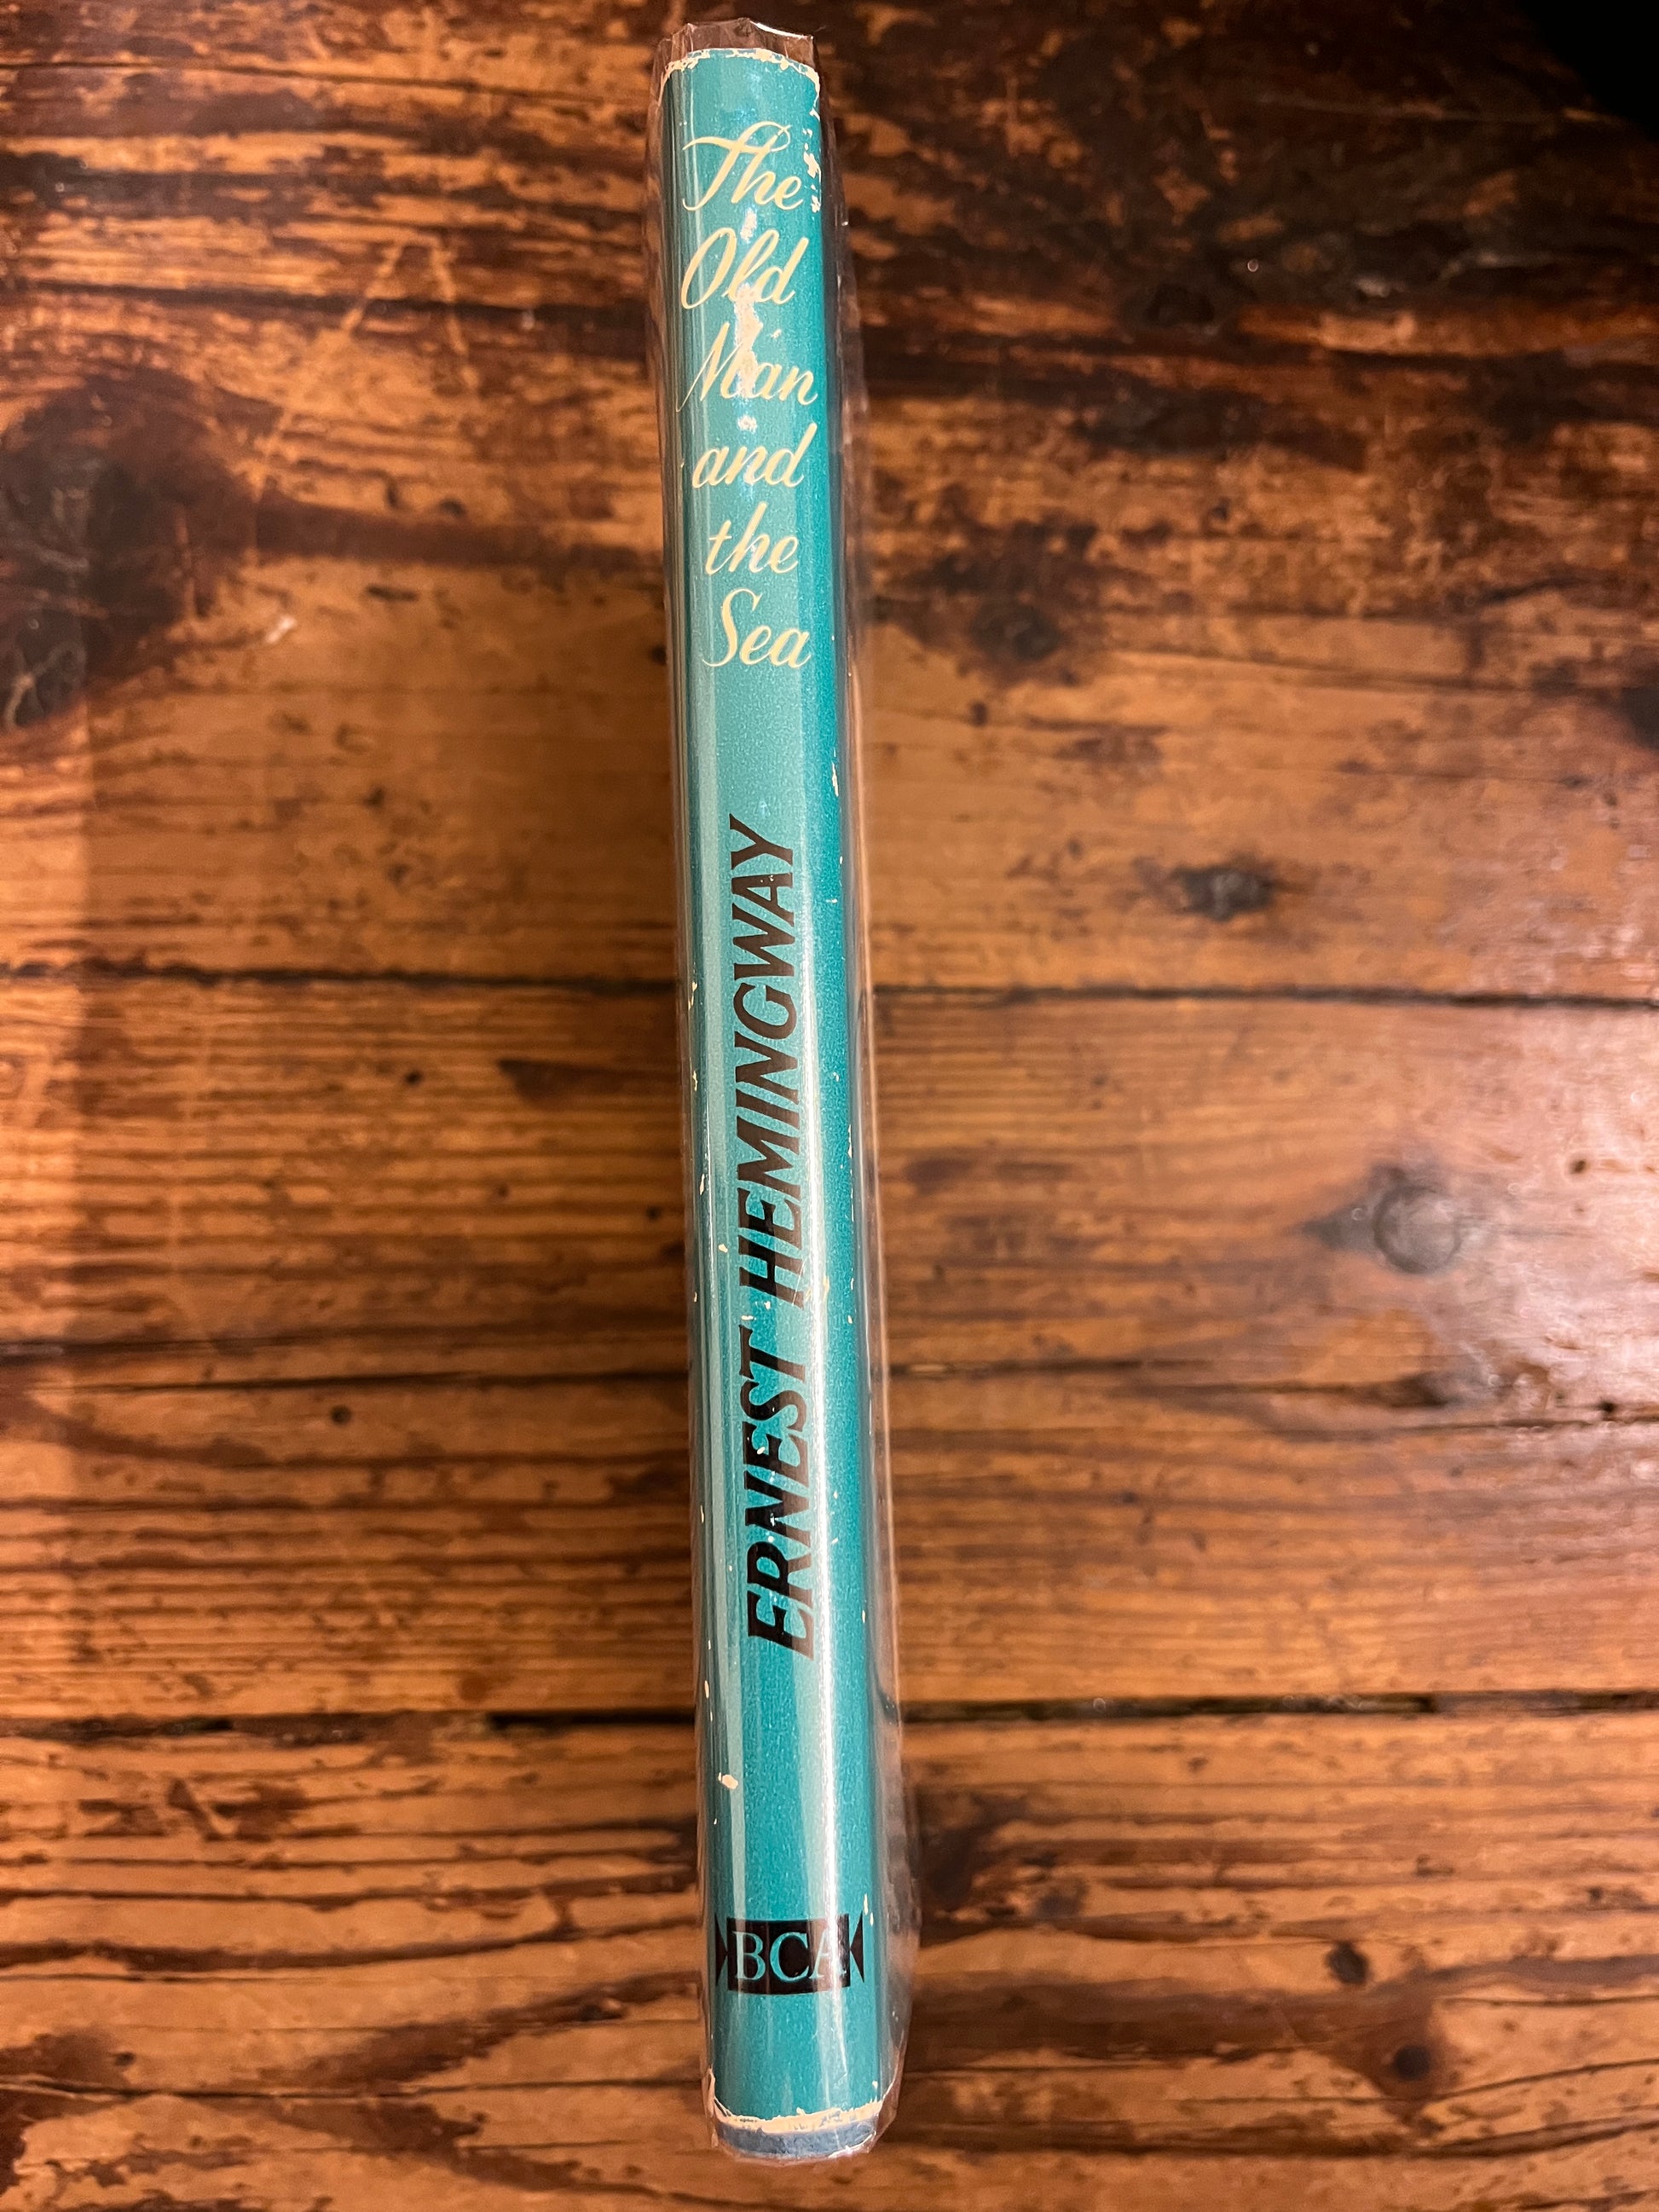 The
Old
Man
and
the
Sea
ERNEST HEMINGWAY
BCA